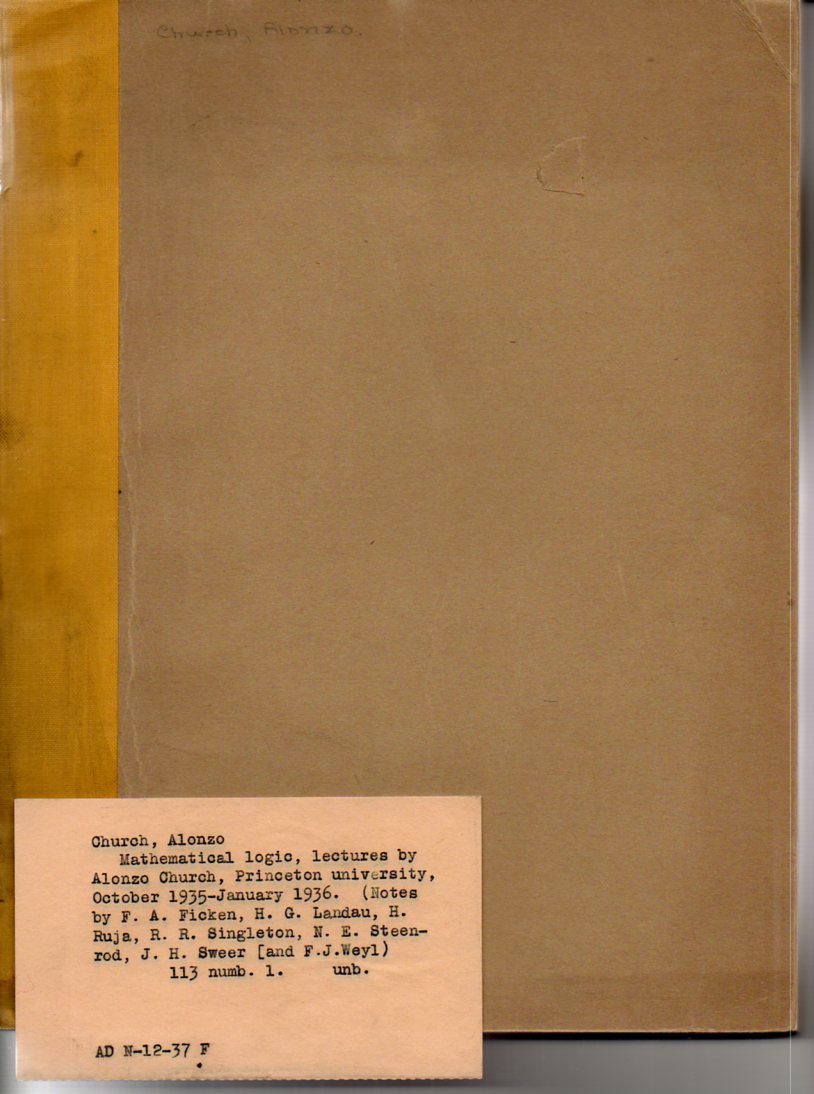 Church, Alonzo.
Church, Alonzo
Mathematical logic, lectures by
Alonzo Church, Princeton university,
October 1935-January 1936. (Notes
by F. A. Ficken, H. G. Landau, H.
Ruja, R. R. Singleton, N. E. Steen-
rod, J. H. Sweer [and F.J.Weyl)
113 numb. l. unb.
AD N-12-37 F